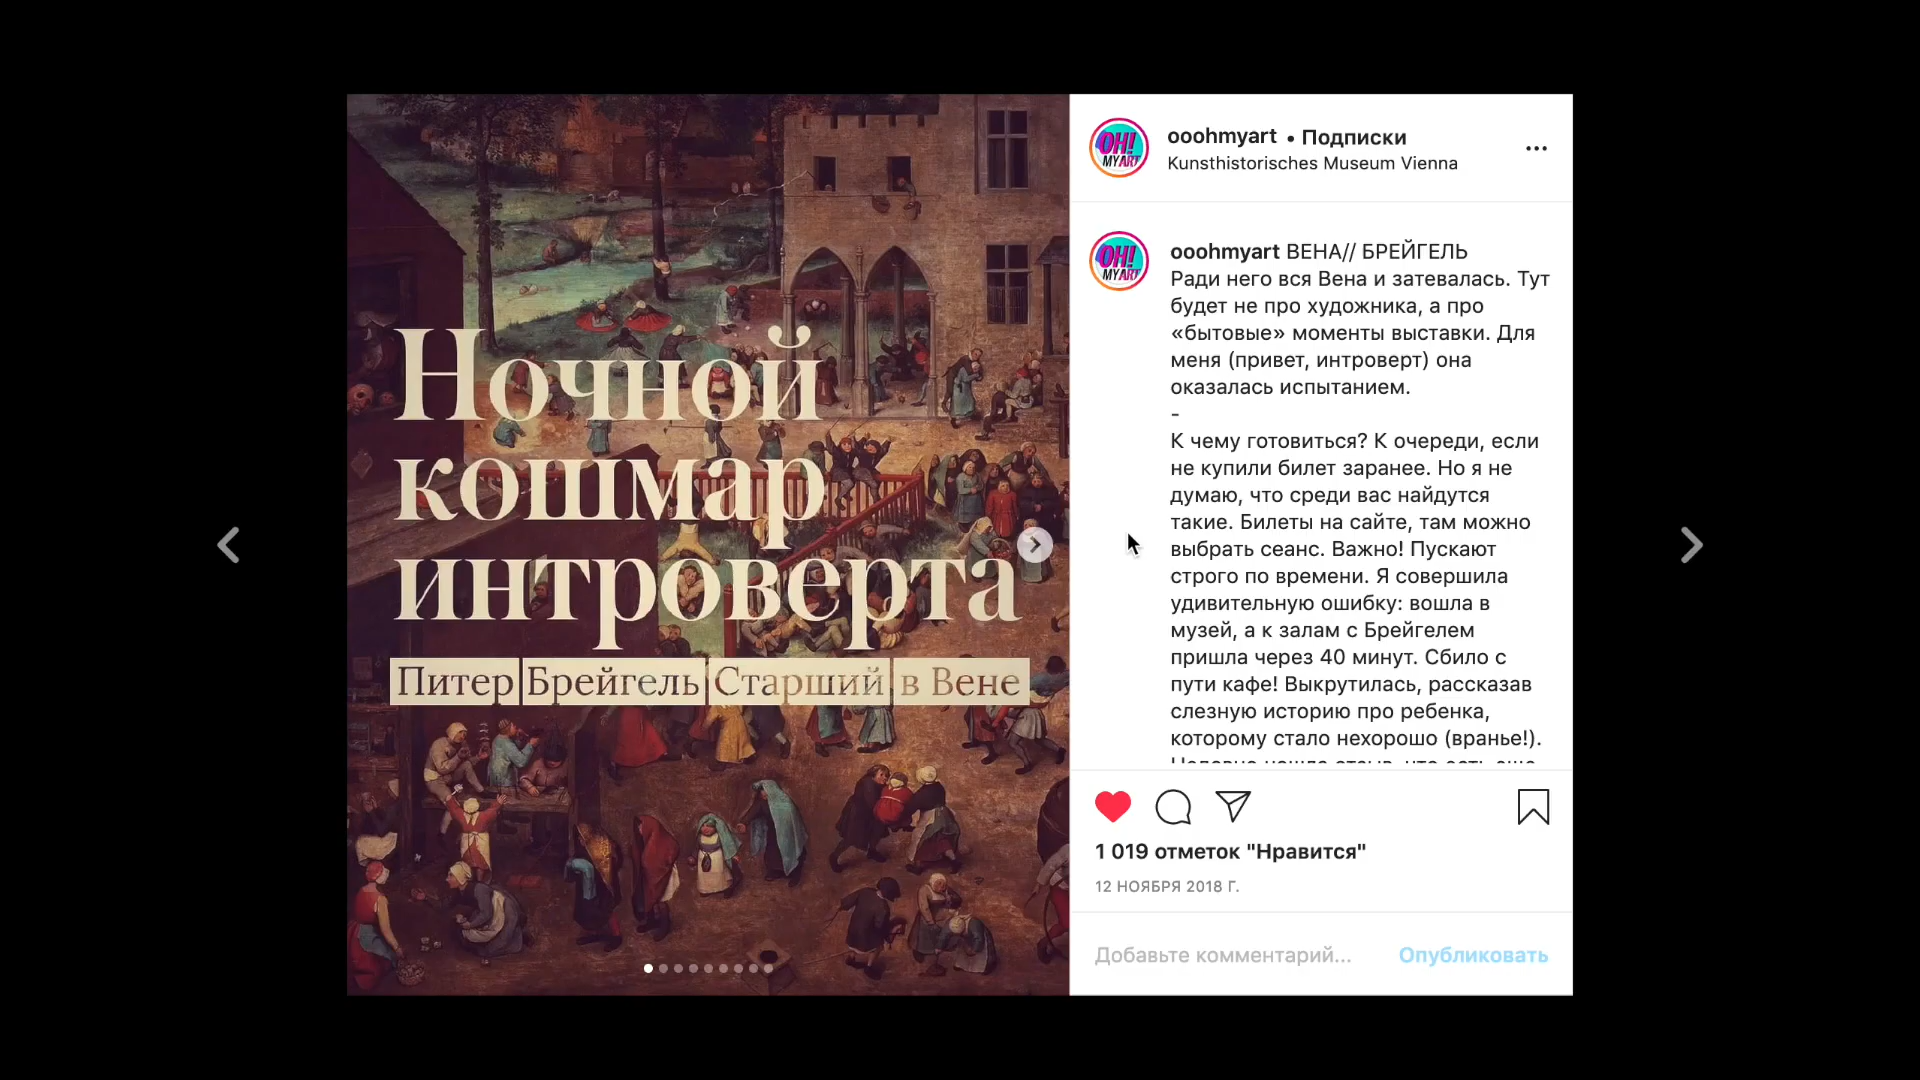 Ночной
кошмар
интроверта
Питер Брейгель Старший в Вене
OH!
MY ART
ooohmyart • Подписки
Kunsthistorisches Museum Vienna
OH!
MY ART
ooohmyart ВЕНА// БРЕЙГЕЛЬ
Ради него вся Вена и затевалась. Тут
будет не про художника, а про
«бытовые» моменты выставки. Для
меня (привет, интроверт) она
оказалась испытанием.
-
К чему готовиться? К очереди, если
не купили билет заранее. Но я не
думаю, что среди вас найдутся
такие. Билеты на сайте, там можно
выбрать сеанс. Важно! Пускают
строго по времени. Я совершила
удивительную ошибку: вошла в
музей, а к залам с Брейгелем
пришла через 40 минут. Сбило с
пути кафе! Выкрутилась, рассказав
слезную историю про ребенка,
которому стало нехорошо (вранье!).
1 019 отметок "Нравится"
12 НОЯБРЯ 2018 Г.
Добавьте комментарий...
Опубликовать